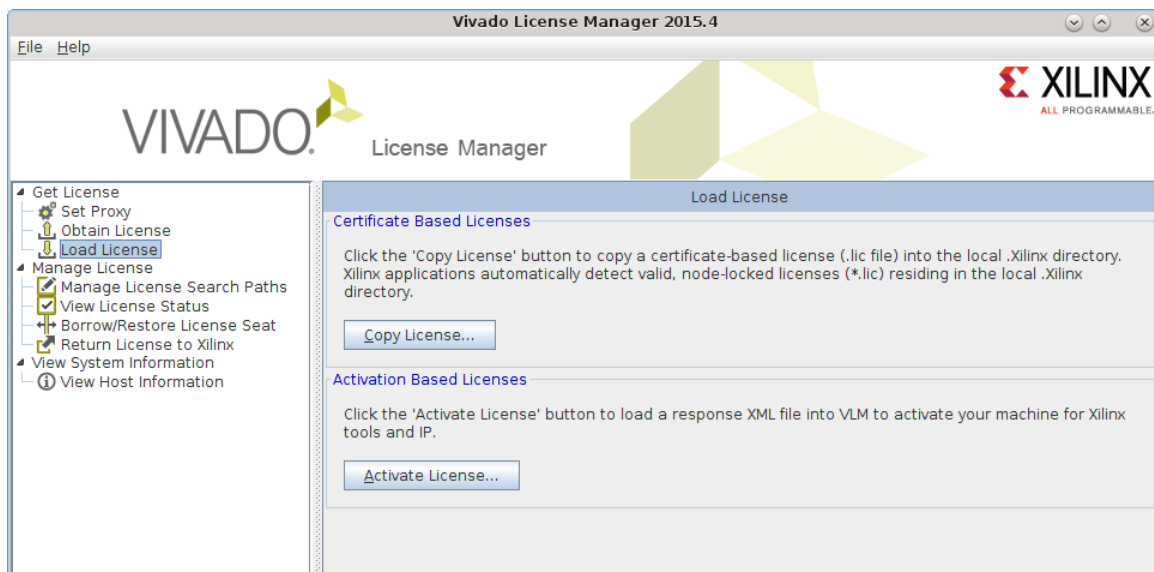 Vivado License Manager 2015.4
File Help
VIVADO.
License Manager
XILINX
ALL PROGRAMMABLE.
Get License
Set Proxy
Obtain License
Load License
Manage License
Manage License Search Paths
View License Status
Borrow/Restore License Seat
Return License to Xilinx
View System Information
View Host Information
Load License
Certificate Based Licenses
Click the 'Copy License' button to copy a certificate-based license (.lic file) into the local .Xilinx directory.
Xilinx applications automatically detect valid, node-locked licenses (*.lic) residing in the local .Xilinx
directory.
Copy License...
Activation Based Licenses
Click the 'Activate License' button to load a response XML file into VLM to activate your machine for Xilinx
tools and IP.
Activate License...